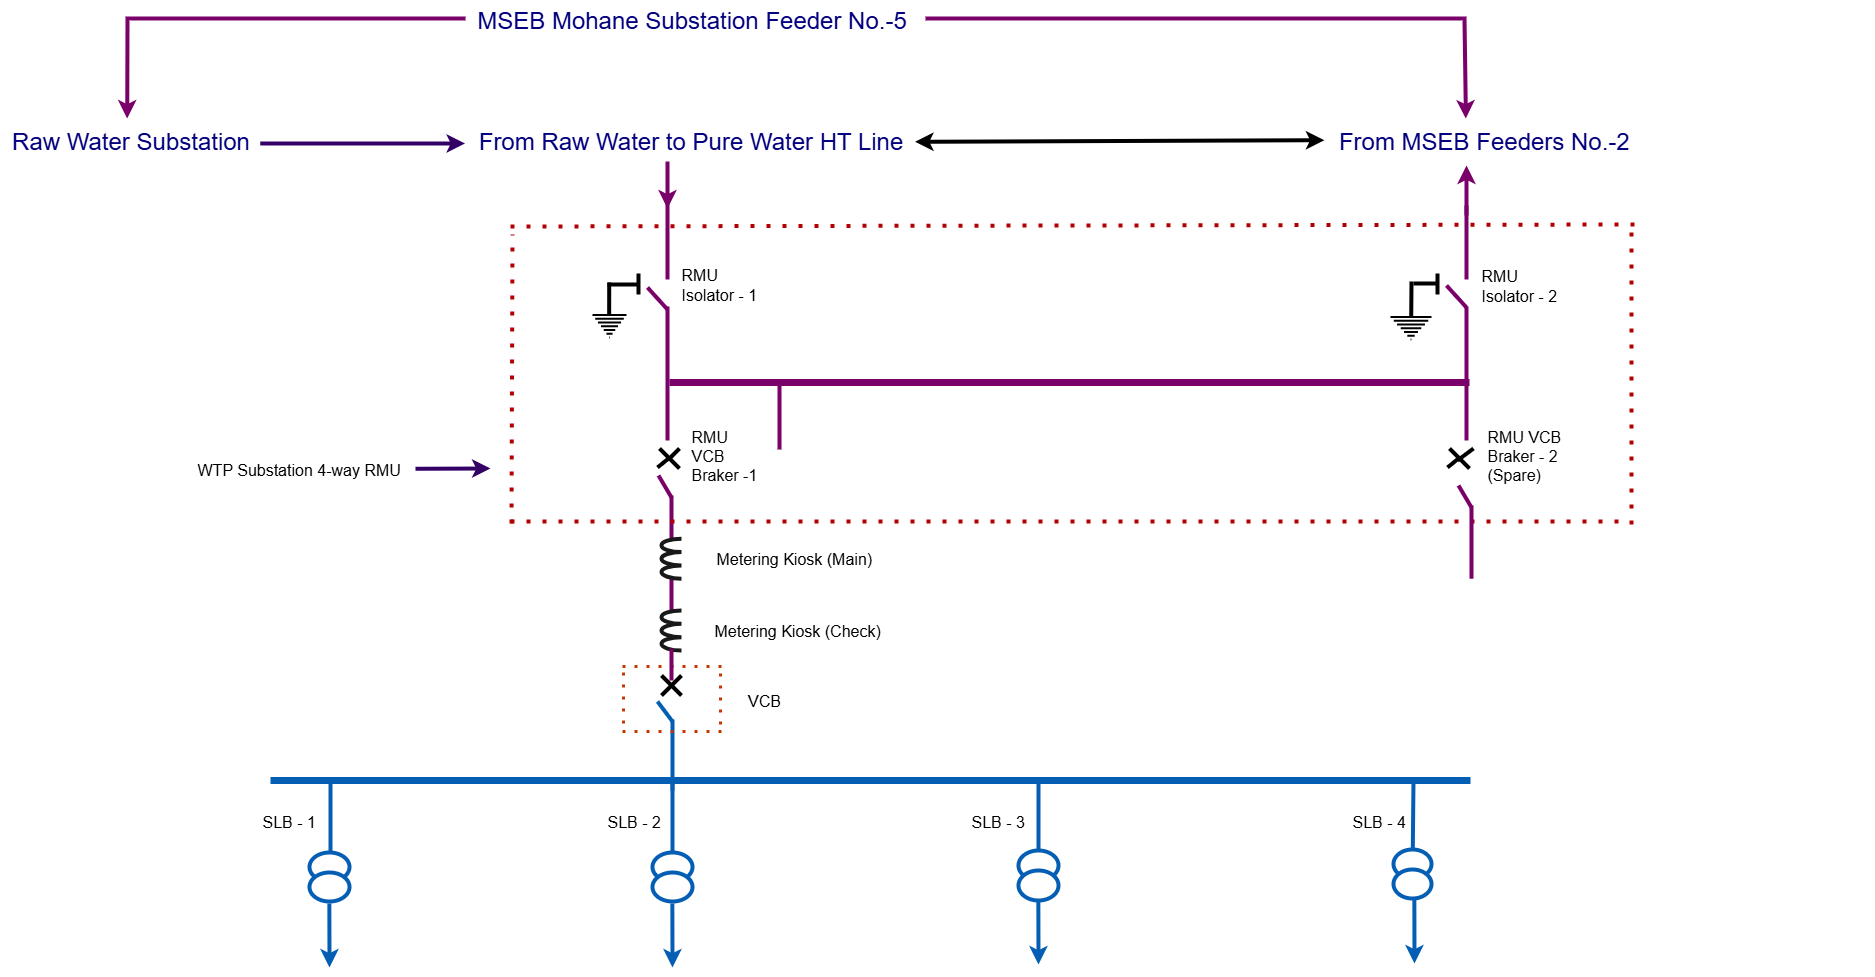 MSEB Mohane Substation Feeder No.-5
Raw Water Substation
From Raw Water to Pure Water HT Line
From MSEB Feeders No.-2
RMU
Isolator - 1
RMU
Isolator - 2
RMU
VCB
Braker -1
RMU VCB
Braker - 2
(Spare)
WTP Substation 4-way RMU
Metering Kiosk (Main)
Metering Kiosk (Check)
VCB
SLB - 1
SLB - 2
SLB - 3
SLB - 4